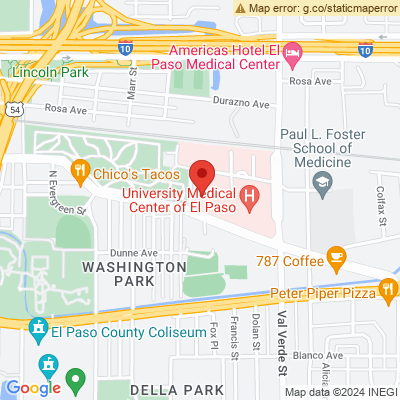 Map error: g.co/staticmaperror
10
Americas Hotel El
Paso Medical Center
10
Lincoln Park
Marr St
Rosa Ave
Rosa Ave
Durazno Ave
54
Paul L. Foster
School of
Medicine
Chico's Tacos
N Evergreen St
University Medical
Center of El Paso
H
Colfax St
Dunne Ave
WASHINGTON
PARK
787 Coffee
Peter Piper Pizza
El Paso County Coliseum
Fox Pl
Francis St
Dolan St
Val Verde St
Bianco Ave
Alicia
DELLA PARK
Google
Map data ©2024 INEGI